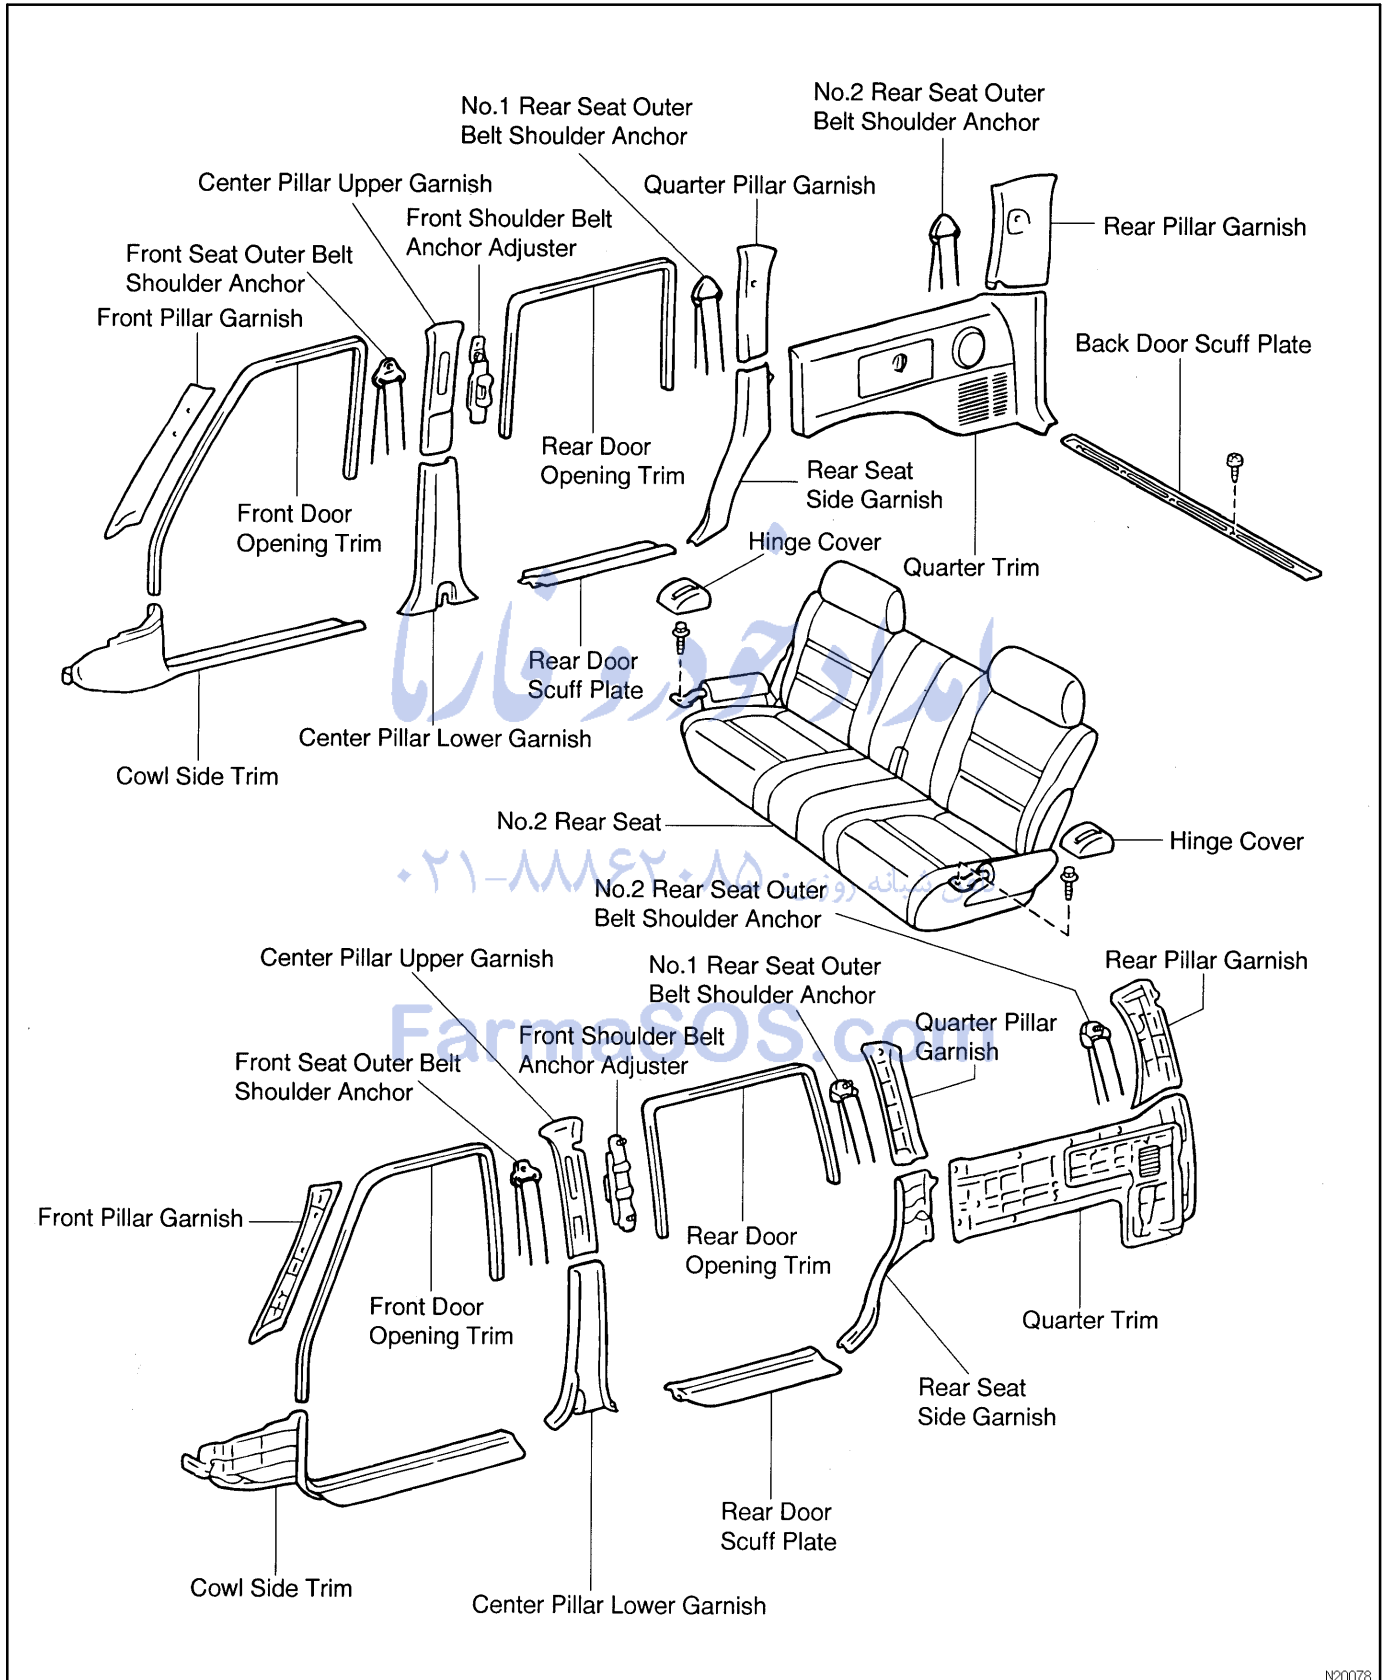 No.1 Rear Seat Outer
Belt Shoulder Anchor
No.2 Rear Seat Outer
Belt Shoulder Anchor
Center Pillar Upper Garnish
Quarter Pillar Garnish
Front Shoulder Belt
Anchor Adjuster
Rear Pillar Garnish
Front Seat Outer Belt
Shoulder Anchor
Front Pillar Garnish
Back Door Scuff Plate
Rear Door
Opening Trim
Rear Seat
Side Garnish
Front Door
Opening Trim
Hinge Cover
Quarter Trim
امداد خودرو فارما
Rear Door
Scuff Plate
Center Pillar Lower Garnish
Cowl Side Trim
No.2 Rear Seat
Hinge Cover
تلفن شبانه روزی: ۰۲۱-۸۸۸۶۲۰۸۵
No.2 Rear Seat Outer
Belt Shoulder Anchor
Center Pillar Upper Garnish
No.1 Rear Seat Outer
Belt Shoulder Anchor
Rear Pillar Garnish
FarmaSOS.com
Quarter Pillar
Garnish
Front Shoulder Belt
Anchor Adjuster
Front Seat Outer Belt
Shoulder Anchor
Front Pillar Garnish
Rear Door
Opening Trim
Front Door
Opening Trim
Quarter Trim
Rear Seat
Side Garnish
Rear Door
Scuff Plate
Cowl Side Trim
Center Pillar Lower Garnish
N20078